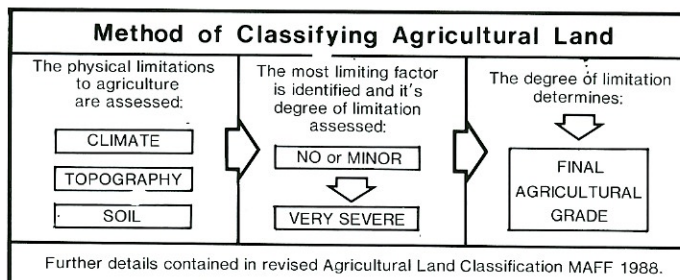 Method of Classifying Agricultural Land
The physical limitations
to agriculture
are assessed:
CLIMATE
TOPOGRAPHY
SOIL
The most limiting factor
is identified and it's
degree of limitation
assessed:
NO or MINOR
VERY SEVERE
The degree of limitation
determines:
FINAL
AGRICULTURAL
GRADE
Further details contained in revised Agricultural Land Classification MAFF 1988.